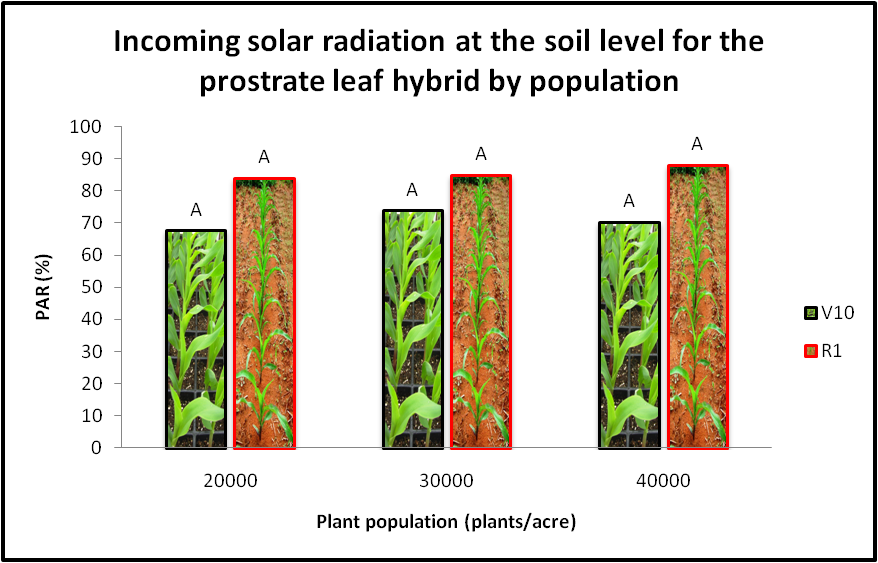 Incoming solar radiation at the soil level for the
prostrate leaf hybrid by population
100
90
80
70
60
50
40
30
20
10
0
PAR (%)
A
A
A
A
A
A
20000
30000
40000
Plant population (plants/acre)
V10
R1